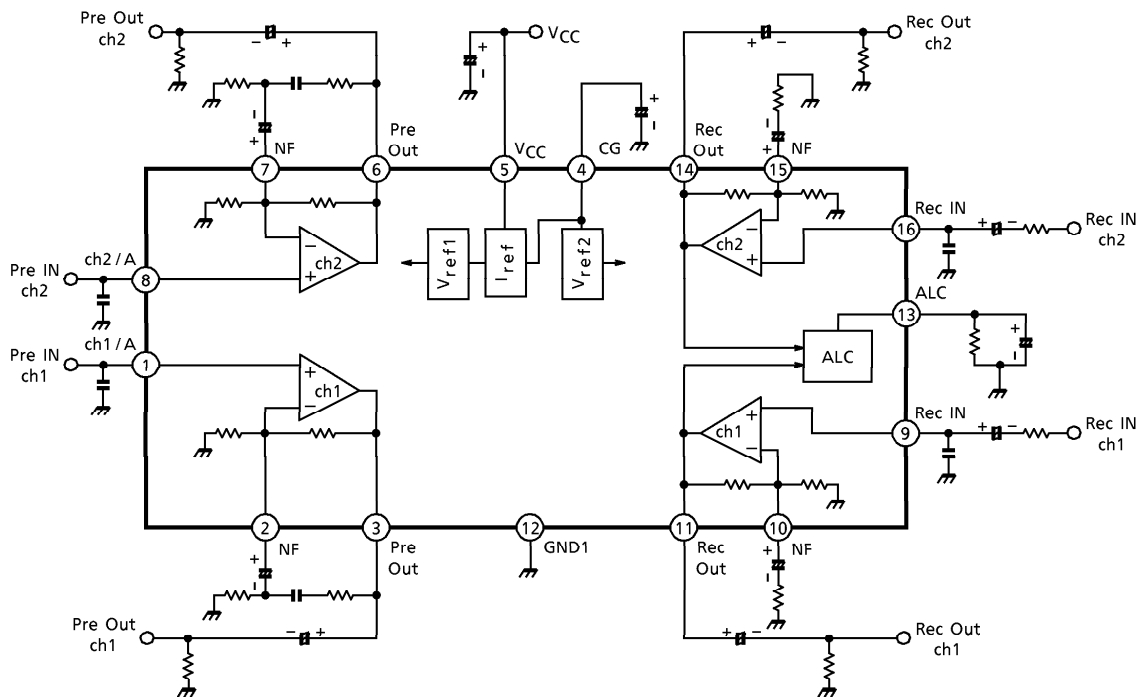 Pre Out
ch2
− +
+
−
VCC
+
−
+ −
Rec Out
ch2
−
+
NF
Pre
Out
VCC
CG
Rec
Out
−
+
NF
7
6
5
4
14
15
Pre IN
ch2
ch2/A
8
−
+
ch2
Vref1
Iref
Vref2
ch2
−
+
16
Rec IN
+ −
Rec IN
ch2
Pre IN
ch1
ch1/A
1
+
−
ch1
ALC
ALC
13
+
−
ch1
+
−
9
Rec IN
+ −
Rec IN
ch1
2
3
12
11
10
NF
Pre
Out
GND1
Rec
Out
NF
+
−
+
−
Pre Out
ch1
− +
+ −
Rec Out
ch1